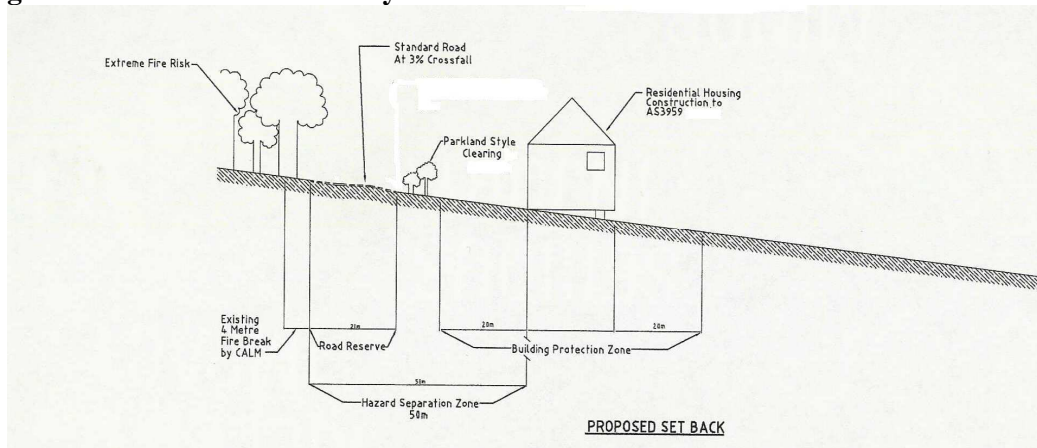 Standard Road
At 3% Crossfall
Extreme Fire Risk
Residential Housing
Construction to
AS3959
Parkland Style
Clearing
Existing
4 Metre
Fire Break
by CALM
21m
Road Reserve
20m
20m
Building Protection Zone
50m
Hazard Separation Zone
50m
PROPOSED SET BACK